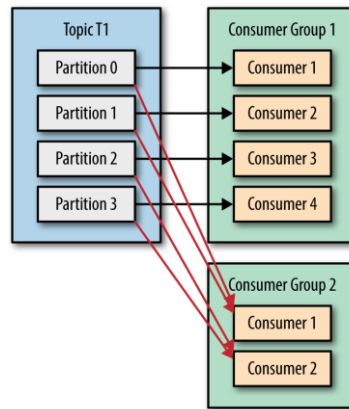 Topic T1
Partition 0
Partition 1
Partition 2
Partition 3
Consumer Group 1
Consumer 1
Consumer 2
Consumer 3
Consumer 4
Consumer Group 2
Consumer 1
Consumer 2